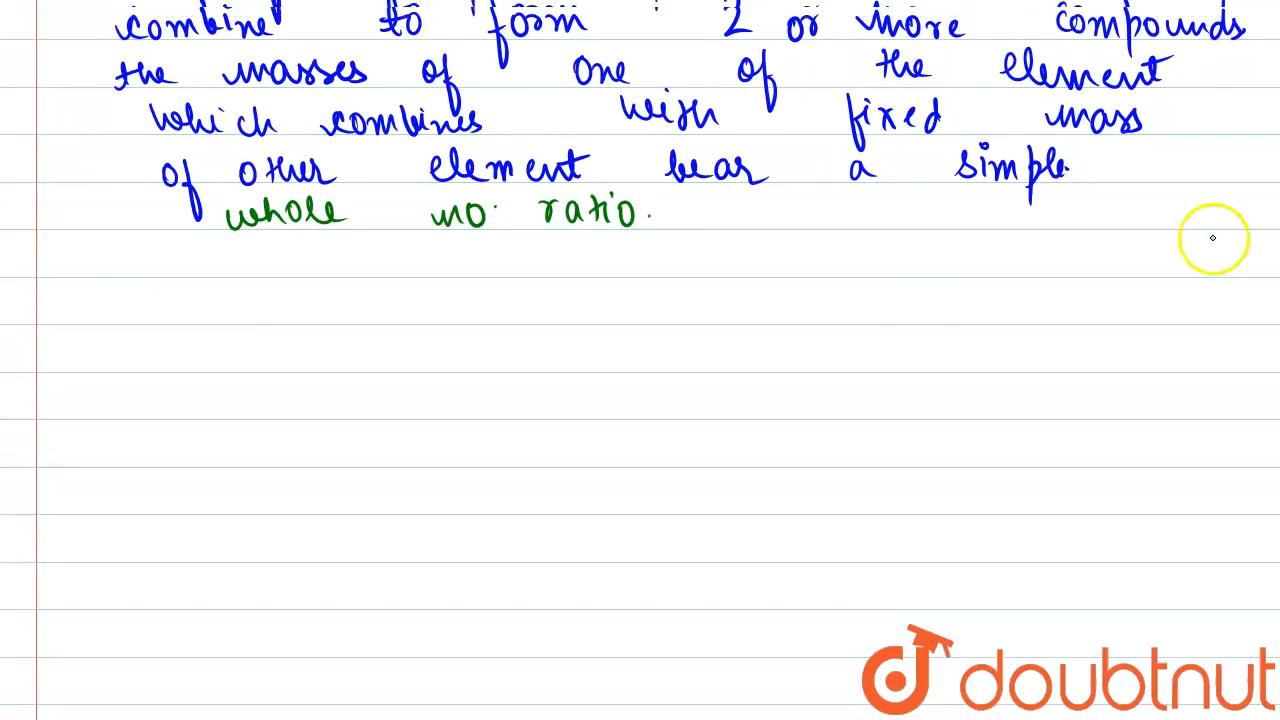 combine to form 2 or more compounds
the masses of one of the element
which combines with fixed mass
of other element bear a simple
whole no. ratio.
doubtnut